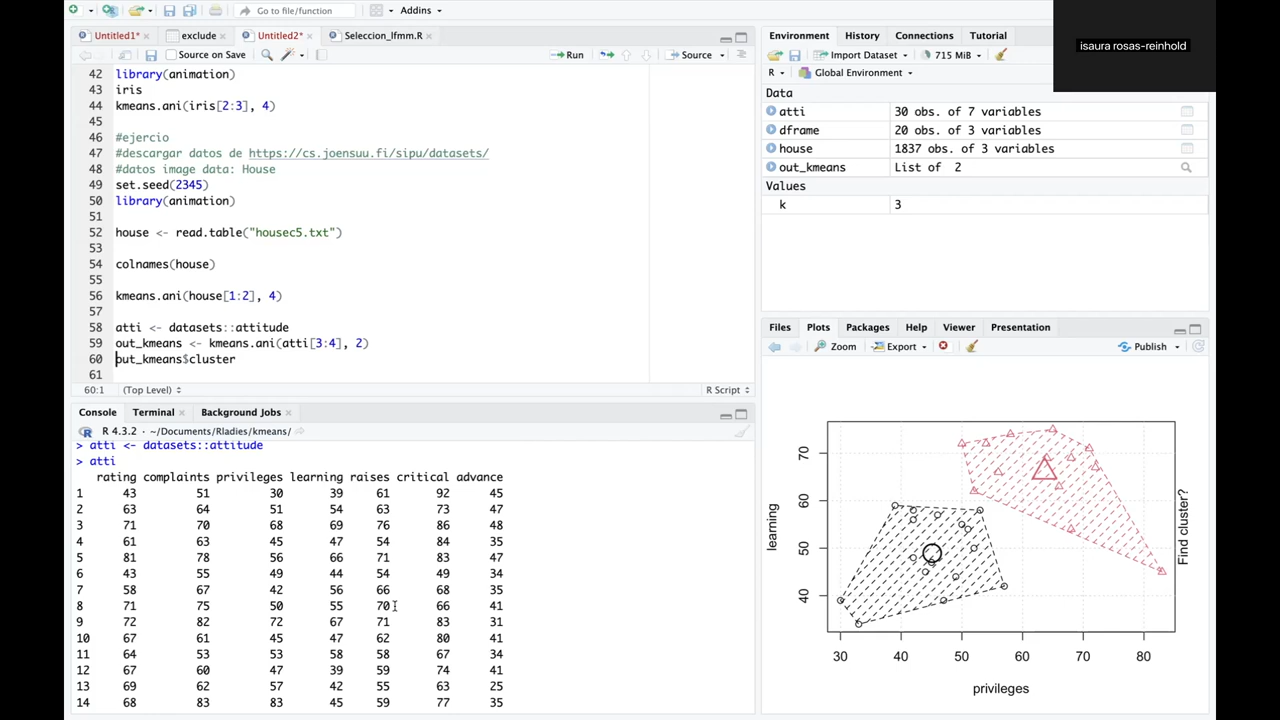 Go to file/function
Addins
Untitled1*
exclude
Untitled2*
Seleccion_lfmm.R
Source on Save
Run
Source
42 library(animation)
43 iris
44 kmeans.ani(iris[2:3], 4)
45
46 #ejercio
47 #descargar datos de https://cs.joensuu.fi/sipu/datasets/
48 #datos image data: House
49 set.seed(2345)
50 library(animation)
51
52 house <- read.table("housec5.txt")
53
54 colnames(house)
55
56 kmeans.ani(house[1:2], 4)
57
58 atti <- datasets::attitude
59 out_kmeans <- kmeans.ani(atti[3:4], 2)
60 out_kmeans$cluster
61
60:1 (Top Level) R Script
Console Terminal Background Jobs
R 4.3.2 · ~/Documents/Rladies/kmeans/
> atti <- datasets::attitude
> atti
rating complaints privileges learning raises critical advance
1 43 51 30 39 61 92 45
2 63 64 51 54 63 73 47
3 71 70 68 69 76 86 48
4 61 63 45 47 54 84 35
5 81 78 56 66 71 83 47
6 43 55 49 44 54 49 34
7 58 67 42 56 66 68 35
8 71 75 50 55 70 66 41
9 72 82 72 67 71 83 31
10 67 61 45 47 62 80 41
11 64 53 53 58 58 67 34
12 67 60 47 39 59 74 41
13 69 62 57 42 55 63 25
14 68 83 83 45 59 77 35
Environment History Connections Tutorial
Import Dataset 715 MiB
R Global Environment
Data
atti 30 obs. of 7 variables
dframe 20 obs. of 3 variables
house 1837 obs. of 3 variables
out_kmeans List of 2
Values
k 3
isaura rosas-reinhold
Files Plots Packages Help Viewer Presentation
Zoom Export Publish
70
60
50
40
learning
Find cluster?
30 40 50 60 70 80
privileges